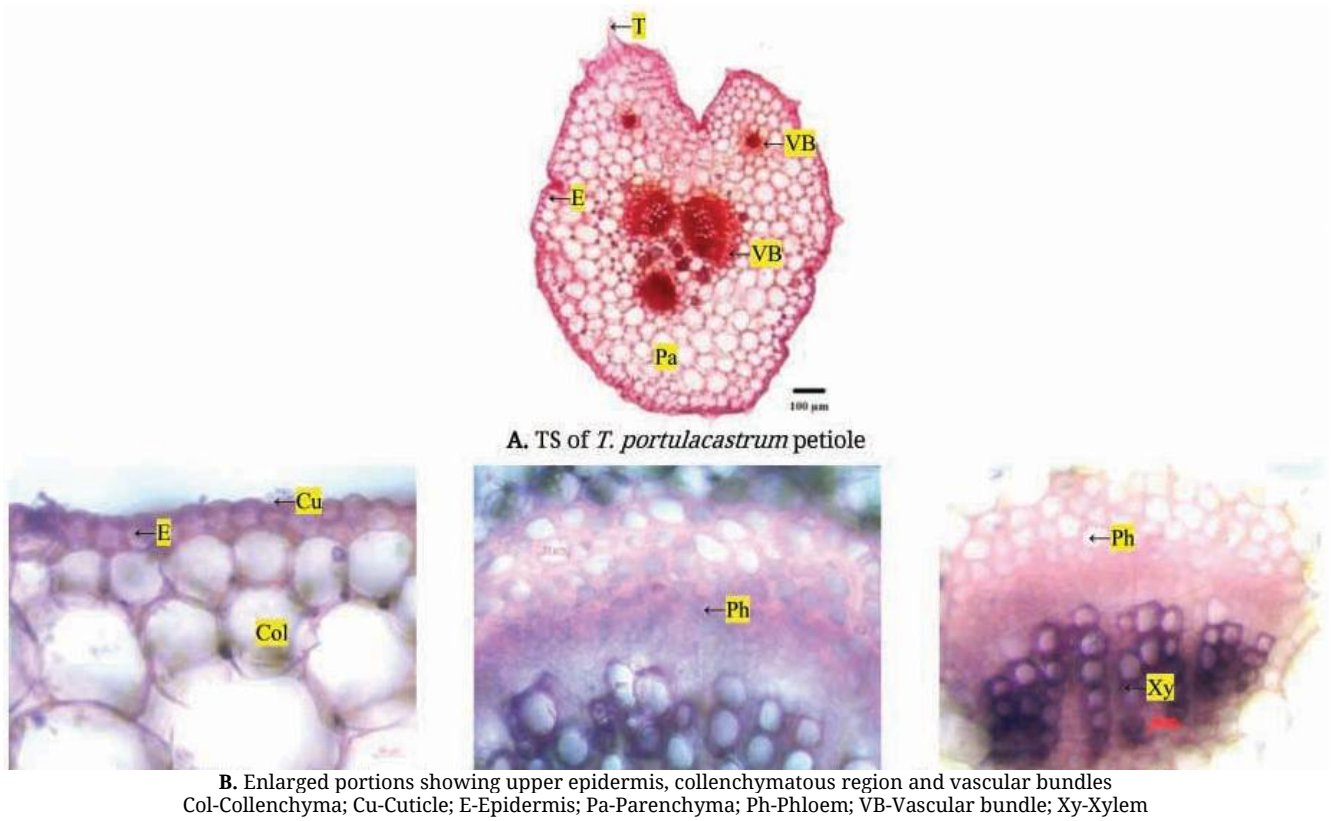 T
VB
E
VB
Pa
100 µm
A. TS of T. portulacastrum petiole
Cu
E
Col
Ph
Ph
Xy
B. Enlarged portions showing upper epidermis, collenchymatous region and vascular bundles
Col-Collenchyma; Cu-Cuticle; E-Epidermis; Pa-Parenchyma; Ph-Phloem; VB-Vascular bundle; Xy-Xylem